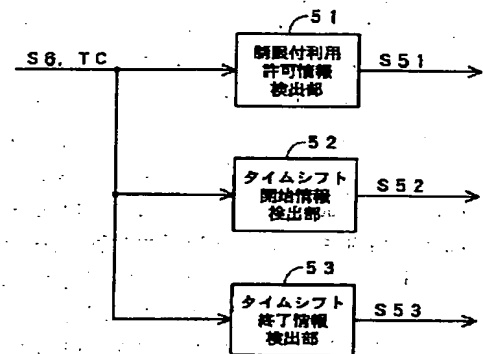 51
S6, TC
制限付利用
許可情報
検出部
S51
52
タイムシフト
開始情報
検出部
S52
53
タイムシフト
終了情報
検出部
S53